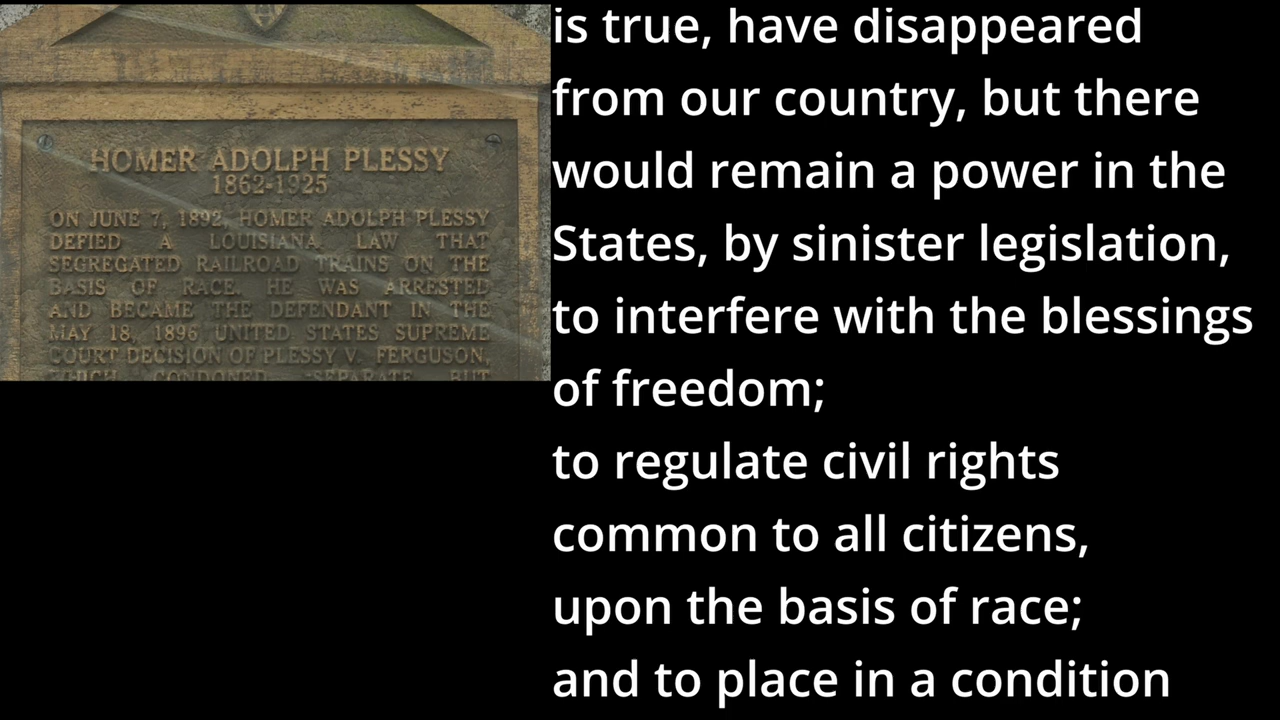 HOMER ADOLPH PLESSY
1862-1925
ON JUNE 7, 1892, HOMER ADOLPH PLESSY
DEFIED A LOUISIANA LAW THAT
SEGREGATED RAILROAD TRAINS ON THE
BASIS OF RACE. HE WAS ARRESTED
AND BECAME THE DEFENDANT IN THE
MAY 18, 1896 UNITED STATES SUPREME
COURT DECISION OF PLESSY V. FERGUSON,
CONDONED "SEPARATE BUT
is true, have disappeared
from our country, but there
would remain a power in the
States, by sinister legislation,
to interfere with the blessings
of freedom;
to regulate civil rights
common to all citizens,
upon the basis of race;
and to place in a condition